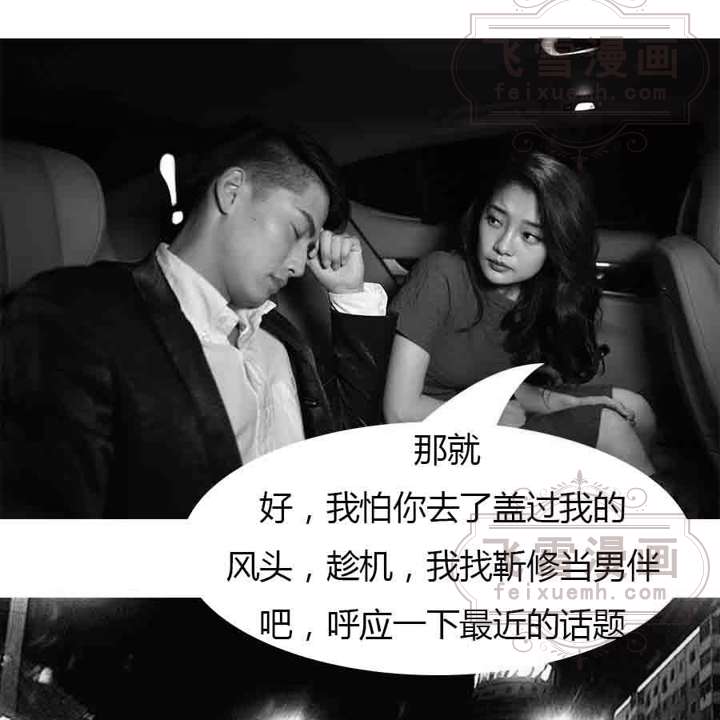 飞雪漫画
feixuemh.com
！
那就
好，我怕你去了盖过我的
风头，趁机，我找靳修当男伴
吧，呼应一下最近的话题
飞雪漫画
feixuemh.com